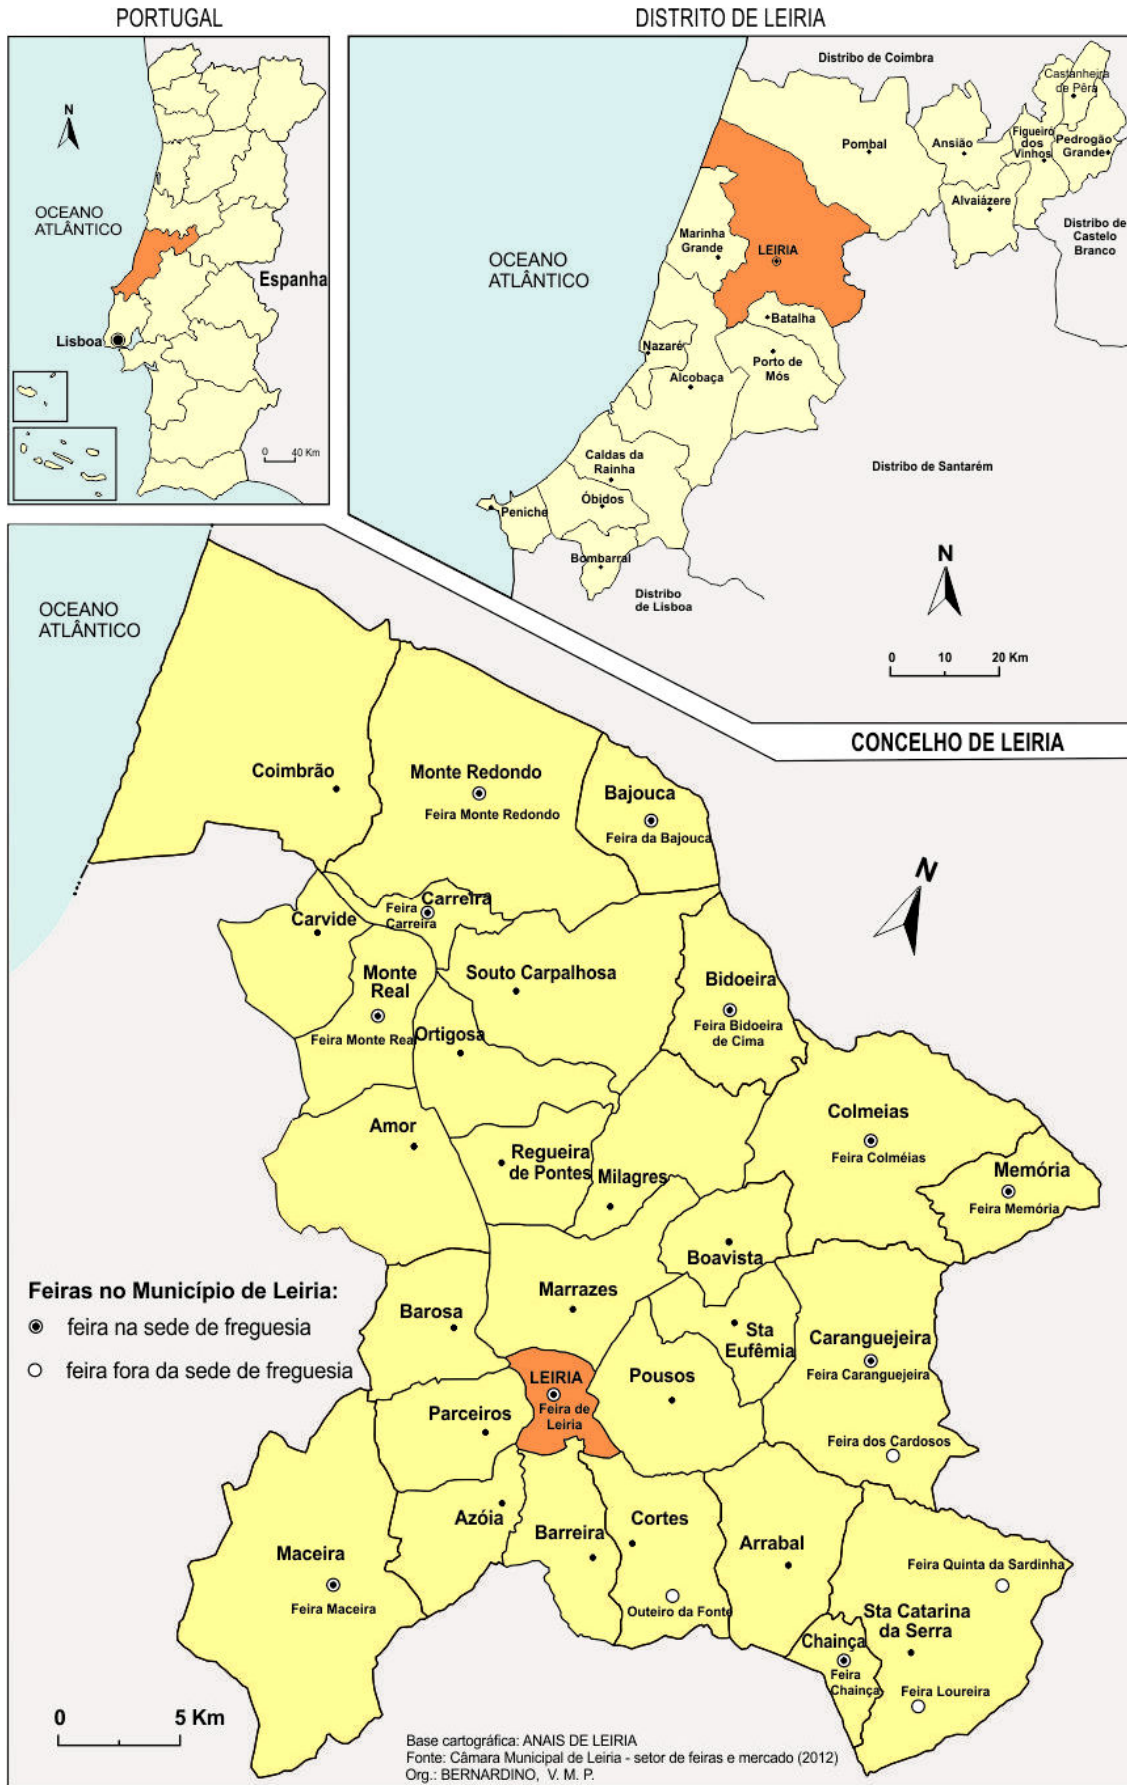 PORTUGAL
N
OCEANO
ATLÂNTICO
Espanha
Lisboa
0 40 Km
DISTRITO DE LEIRIA
Distribo de Coimbra
Castanheira
de Pêra
Pombal
Ansião
Figueiró
dos
Vinhos
Pedrogão
Grande
Alvaiázere
Distribo de
Castelo
Branco
Marinha
Grande
LEIRIA
OCEANO
ATLÂNTICO
Batalha
Nazaré
Porto de
Mós
Alcobaça
Caldas da
Rainha
Distribo de Santarém
Óbidos
Peniche
Bombarral
Distribo
de Lisboa
N
0 10 20 Km
CONCELHO DE LEIRIA
OCEANO
ATLÂNTICO
Coimbrão
Monte Redondo
Feira Monte Redondo
Bajouca
Feira da Bajouca
N
Carreira
Feira
Carreira
Carvide
Monte
Real
Feira Monte Real
Souto Carpalhosa
Bidoeira
Feira Bidoeira
de Cima
Ortigosa
Colmeias
Feira Colméias
Amor
Regueira
de Pontes
Milagres
Memória
Feira Memória
Boavista
Marrazes
Feiras no Município de Leiria:
feira na sede de freguesia
feira fora da sede de freguesia
Barosa
Sta
Eufêmia
Caranguejeira
Feira Caranguejeira
LEIRIA
Feira de
Leiria
Pousos
Parceiros
Feira dos Cardosos
Azóia
Barreira
Cortes
Outeiro da Fonte
Arrabal
Maceira
Feira Maceira
Feira Quinta da Sardinha
Sta Catarina
da Serra
Chainça
Feira
Chainça
Feira Loureira
0 5 Km
Base cartográfica: ANAIS DE LEIRIA
Fonte: Câmara Municipal de Leiria - setor de feiras e mercado (2012)
Org.: BERNARDINO, V. M. P.